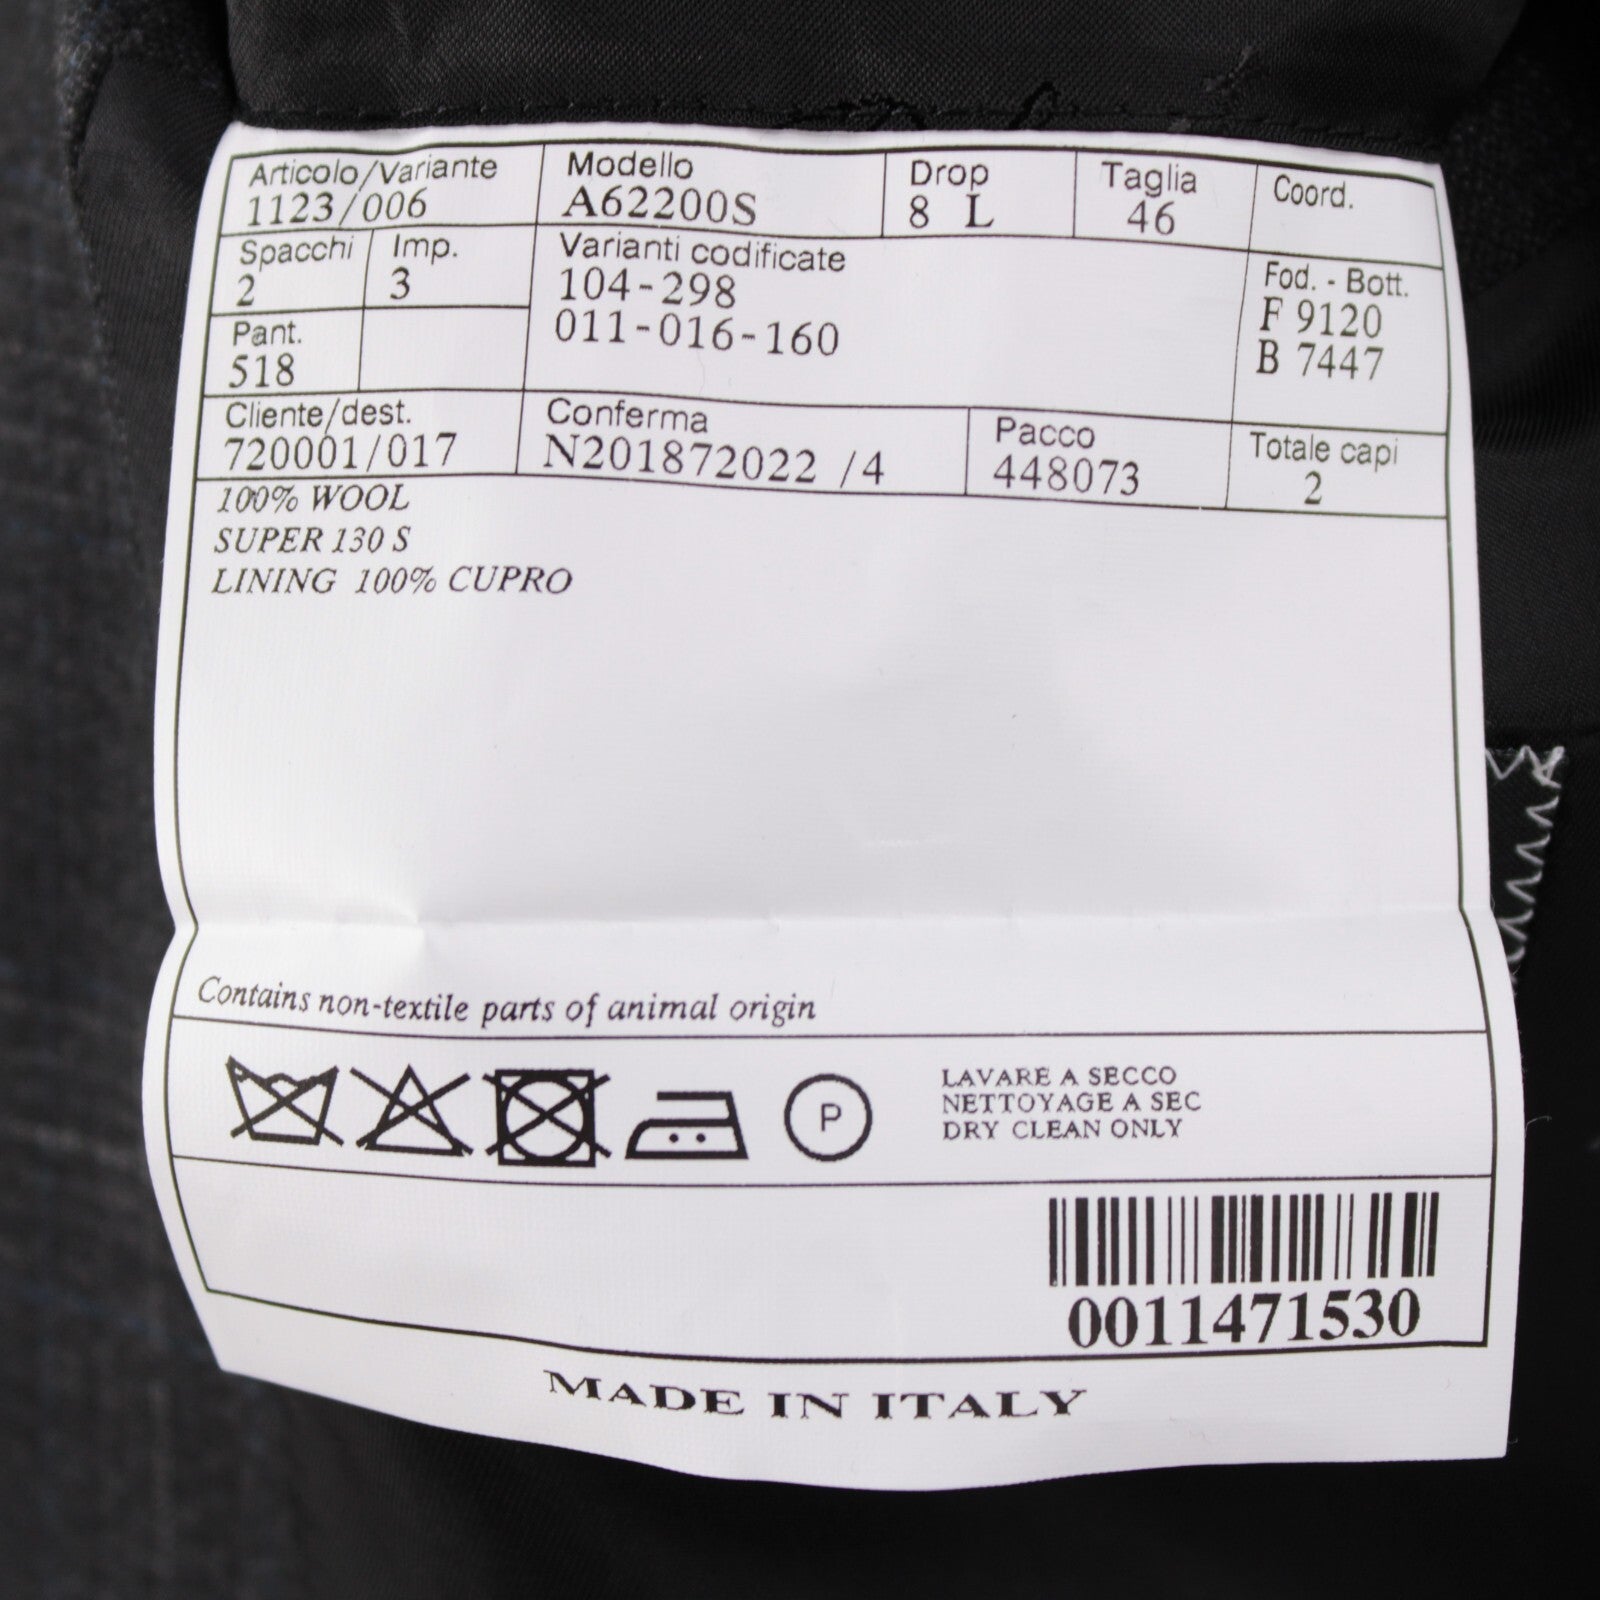 Articolo/Variante Modello Drop Taglia Coord.
1123/006 A62200S 8 L 46
Spacchi Imp. Varianti codificate Fod. - Bott.
2 3 104-298 F 9120
Pant. 011-016-160 B 7447
518
Cliente/dest. Conferma Pacco Totale capi
720001/017 N201872022 /4 448073 2
100% WOOL
SUPER 130 S
LINING 100% CUPRO
Contains non-textile parts of animal origin
P
LAVARE A SECCO
NETTOYAGE A SEC
DRY CLEAN ONLY
0011471530
MADE IN ITALY